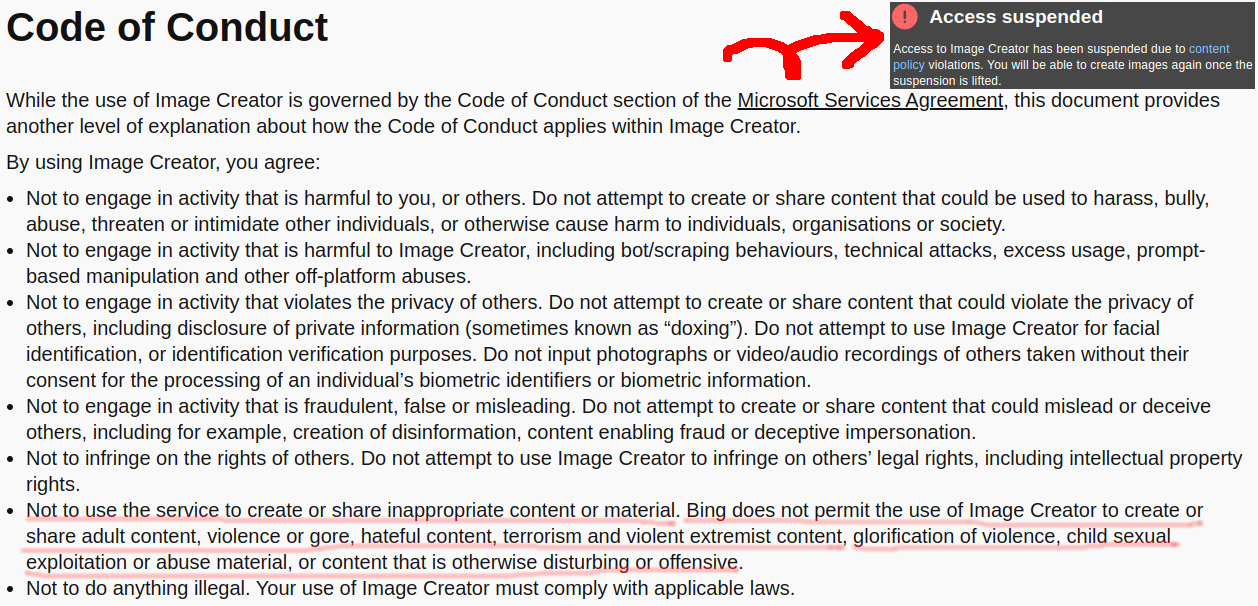 Code of Conduct
! Access suspended
Access to Image Creator has been suspended due to content
policy violations. You will be able to create images again once the
suspension is lifted.
While the use of Image Creator is governed by the Code of Conduct section of the Microsoft Services Agreement, this document provides
another level of explanation about how the Code of Conduct applies within Image Creator.
By using Image Creator, you agree:
• Not to engage in activity that is harmful to you, or others. Do not attempt to create or share content that could be used to harass, bully,
abuse, threaten or intimidate other individuals, or otherwise cause harm to individuals, organisations or society.
• Not to engage in activity that is harmful to Image Creator, including bot/scraping behaviours, technical attacks, excess usage, prompt-
based manipulation and other off-platform abuses.
• Not to engage in activity that violates the privacy of others. Do not attempt to create or share content that could violate the privacy of
others, including disclosure of private information (sometimes known as “doxing”). Do not attempt to use Image Creator for facial
identification, or identification verification purposes. Do not input photographs or video/audio recordings of others taken without their
consent for the processing of an individual’s biometric identifiers or biometric information.
• Not to engage in activity that is fraudulent, false or misleading. Do not attempt to create or share content that could mislead or deceive
others, including for example, creation of disinformation, content enabling fraud or deceptive impersonation.
• Not to infringe on the rights of others. Do not attempt to use Image Creator to infringe on others’ legal rights, including intellectual property
rights.
• Not to use the service to create or share inappropriate content or material. Bing does not permit the use of Image Creator to create or
share adult content, violence or gore, hateful content, terrorism and violent extremist content, glorification of violence, child sexual
exploitation or abuse material, or content that is otherwise disturbing or offensive.
• Not to do anything illegal. Your use of Image Creator must comply with applicable laws.